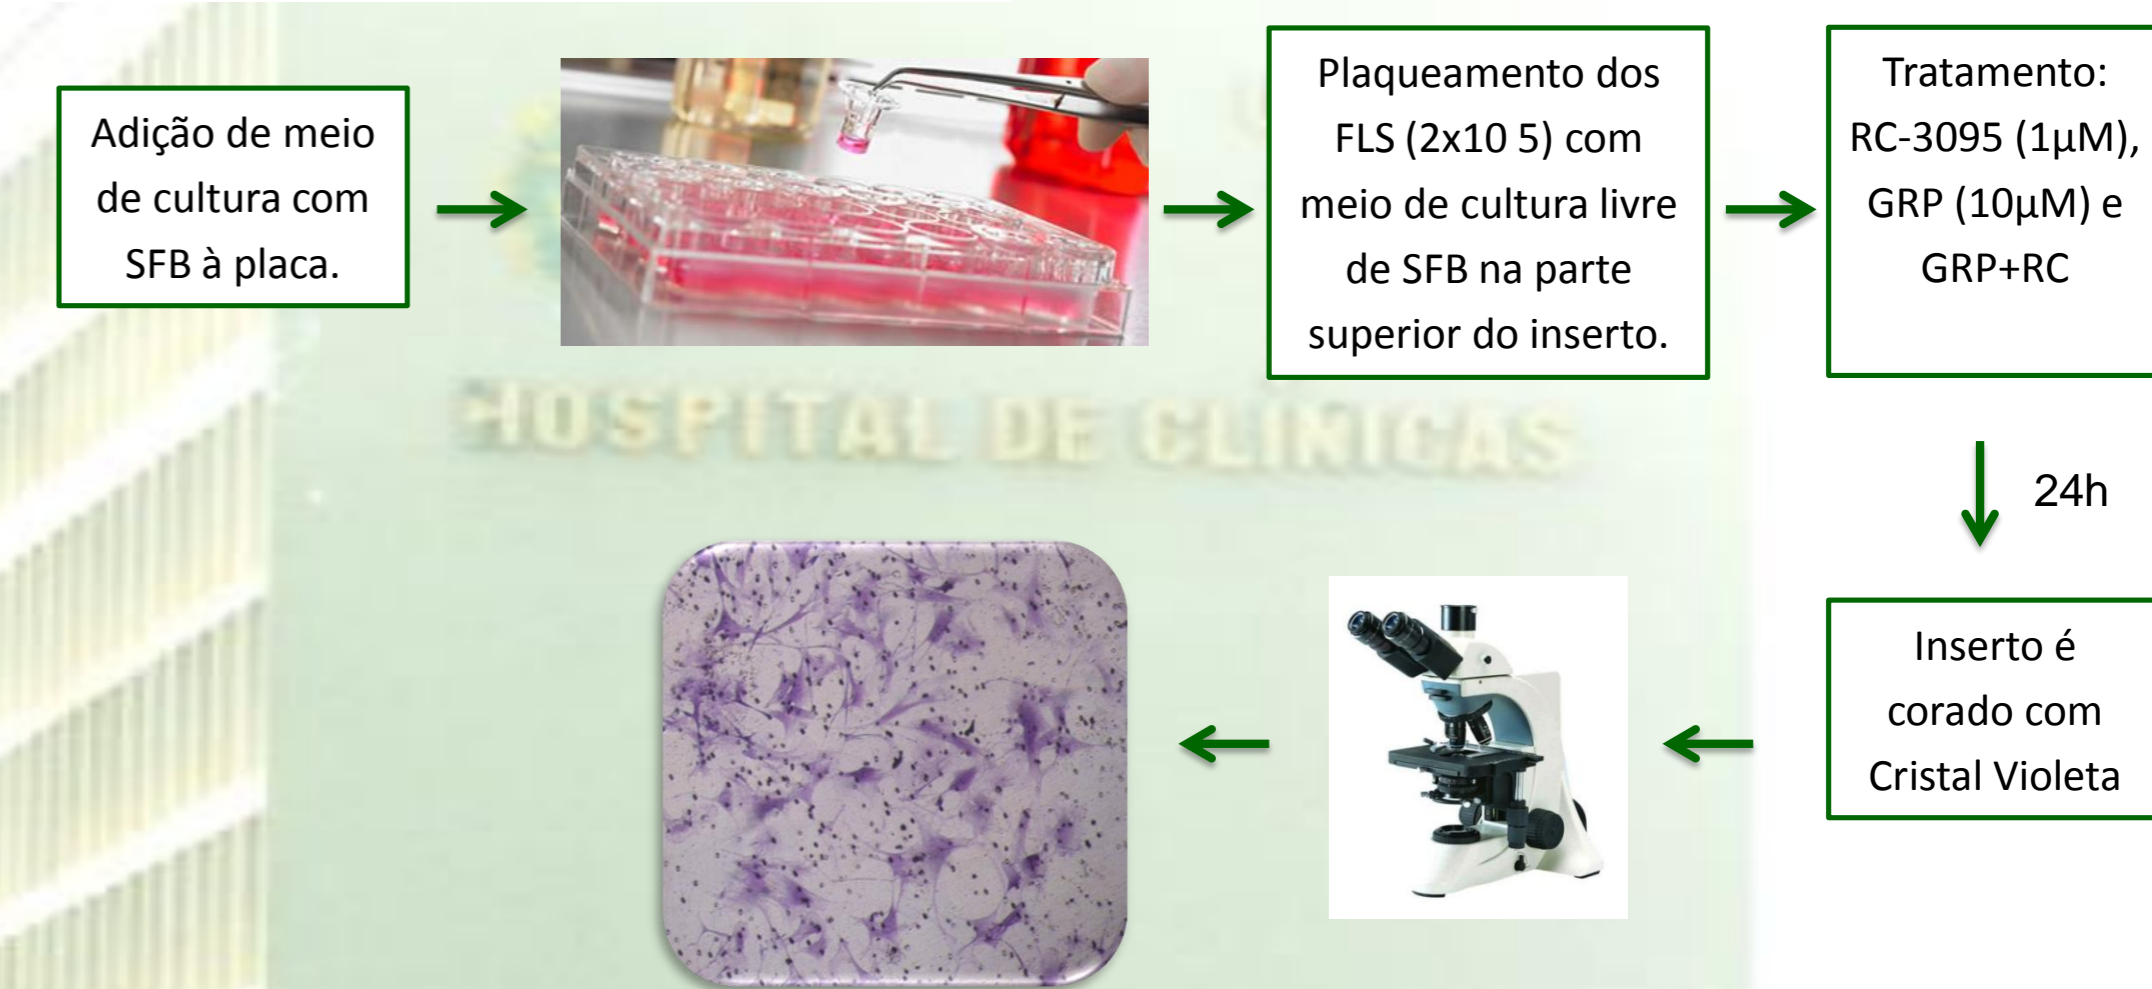 Adição de meio
de cultura com
SFB à placa.
Plaqueamento dos
FLS (2x10 5) com
meio de cultura livre
de SFB na parte
superior do inserto.
Tratamento:
RC-3095 (1µM),
GRP (10µM) e
GRP+RC
HOSPITAL DE CLÍNICAS
24h
Inserto é
corado com
Cristal Violeta